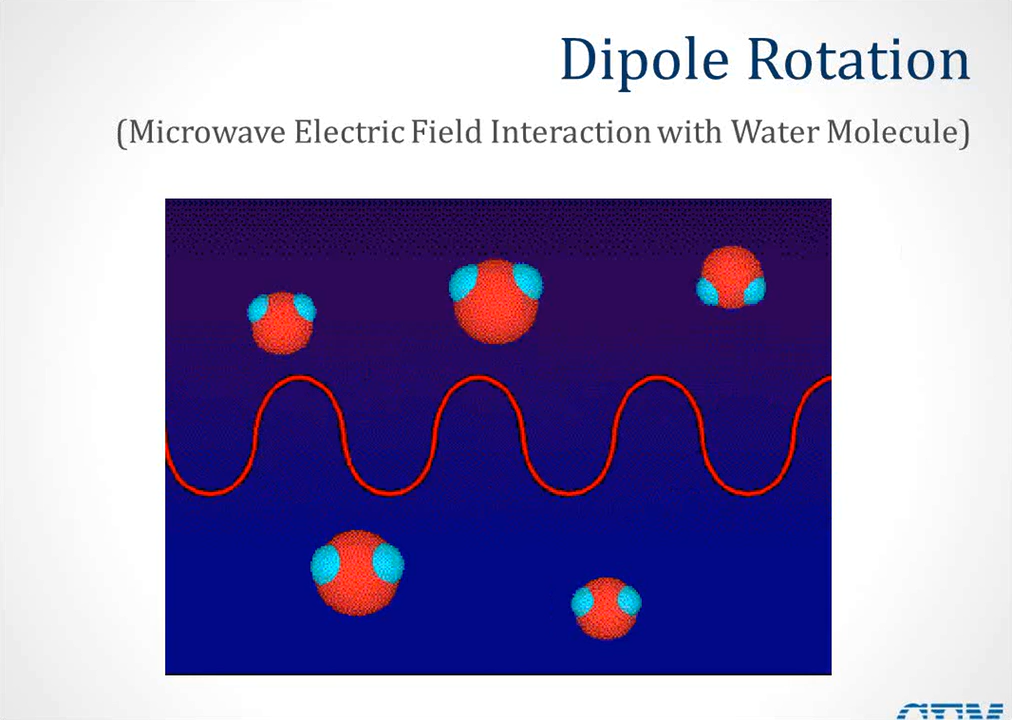 Dipole Rotation
(Microwave Electric Field Interaction with Water Molecule)